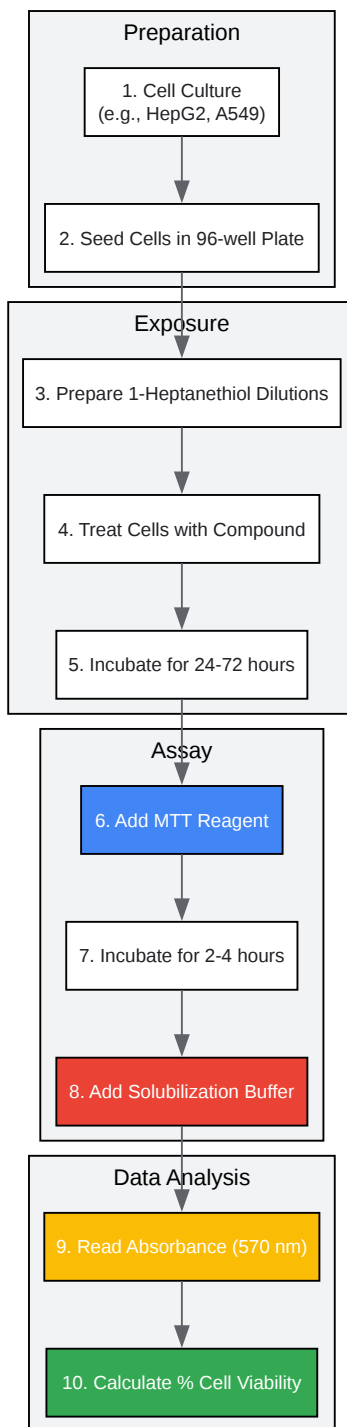 Preparation
1. Cell Culture
(e.g., HepG2, A549)
2. Seed Cells in 96-well Plate
Exposure
3. Prepare 1-Heptanethiol Dilutions
4. Treat Cells with Compound
5. Incubate for 24-72 hours
Assay
6. Add MTT Reagent
7. Incubate for 2-4 hours
8. Add Solubilization Buffer
Data Analysis
9. Read Absorbance (570 nm)
10. Calculate % Cell Viability